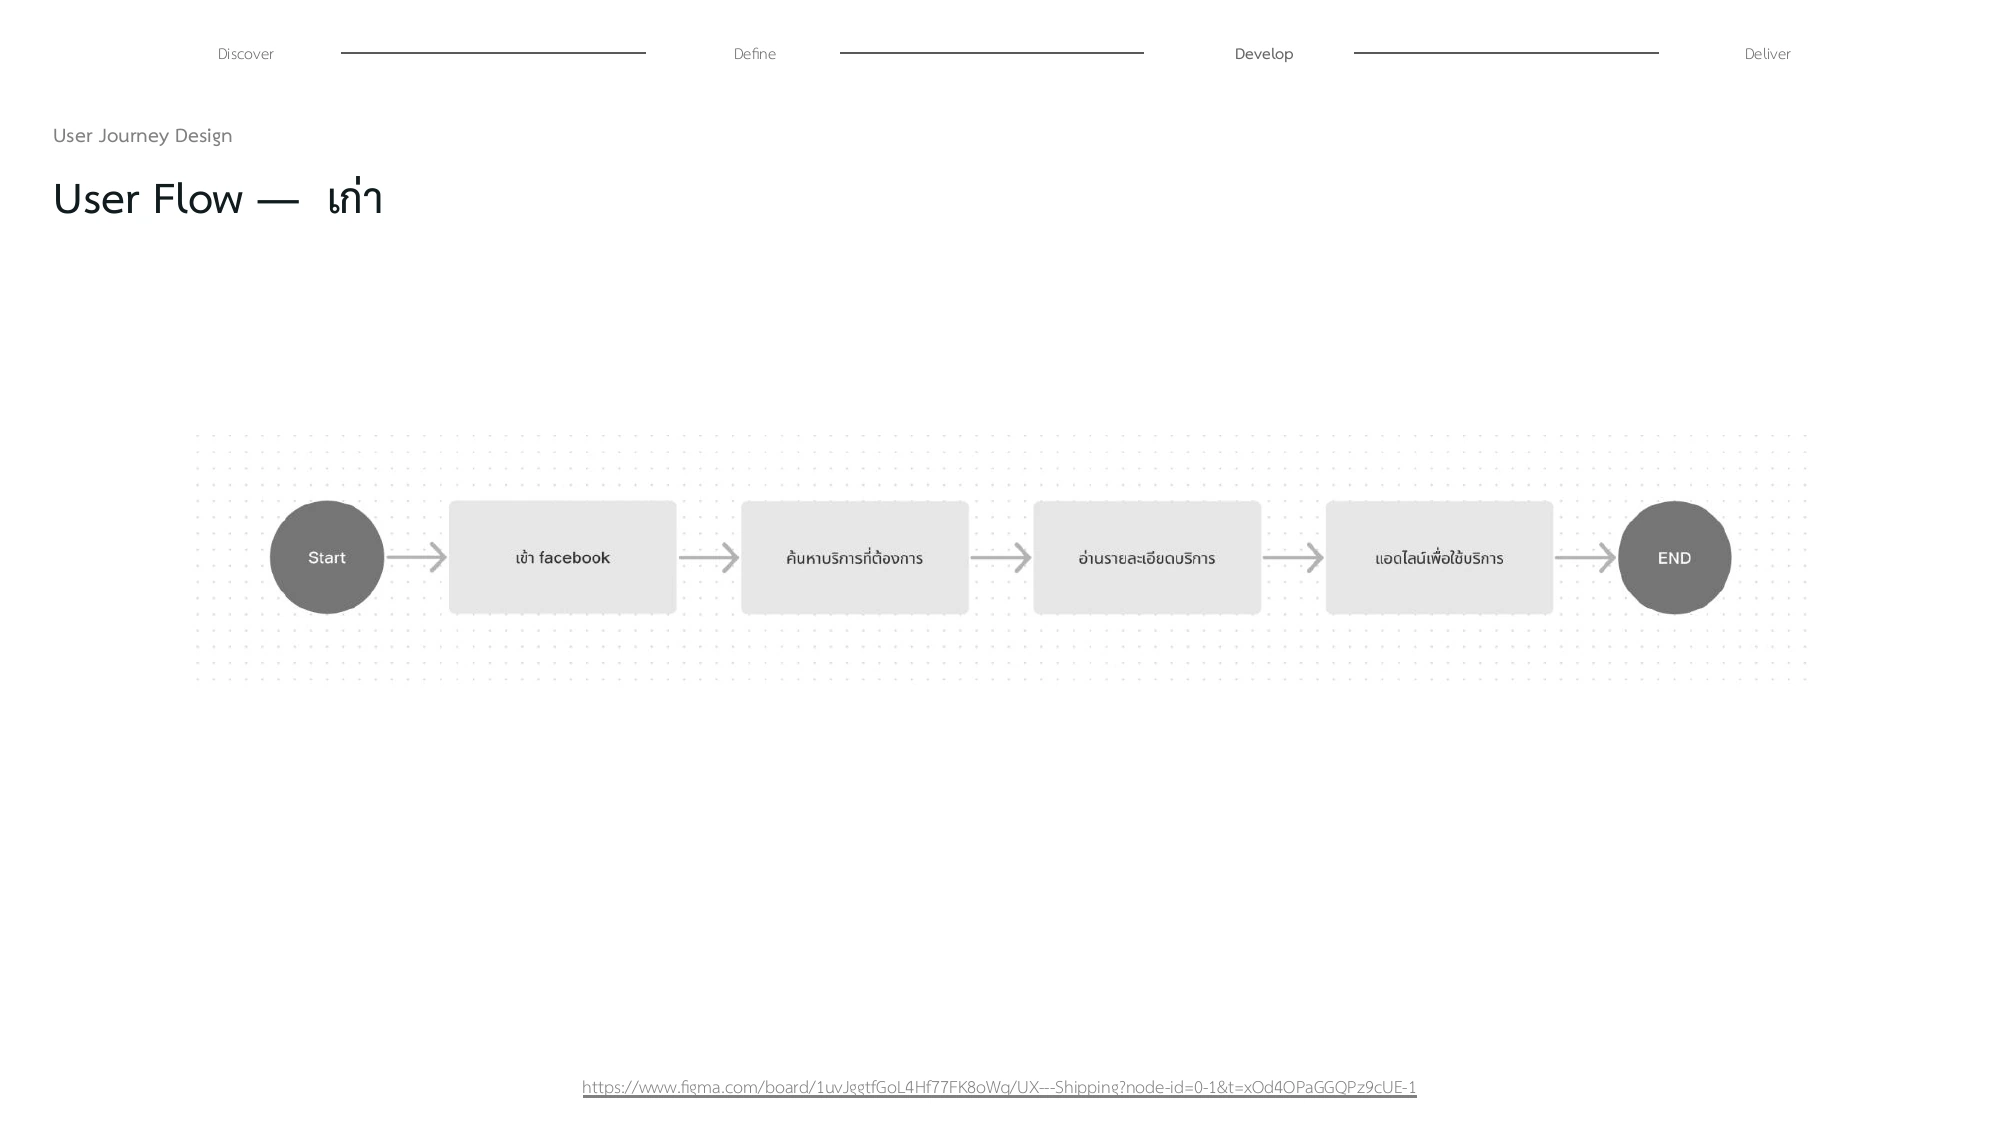 Discover
Define
Develop
Deliver
User Journey Design
User Flow — เก่า
Start
เข้า facebook
ค้นหาบริการที่ต้องการ
อ่านรายละเอียดบริการ
แอดไลน์เพื่อใช้บริการ
END
https://www.figma.com/board/1uvJggtfGoL4Hf77FK8oWq/UX---Shipping?node-id=0-1&t=xOd4OPaGGQPz9cUE-1